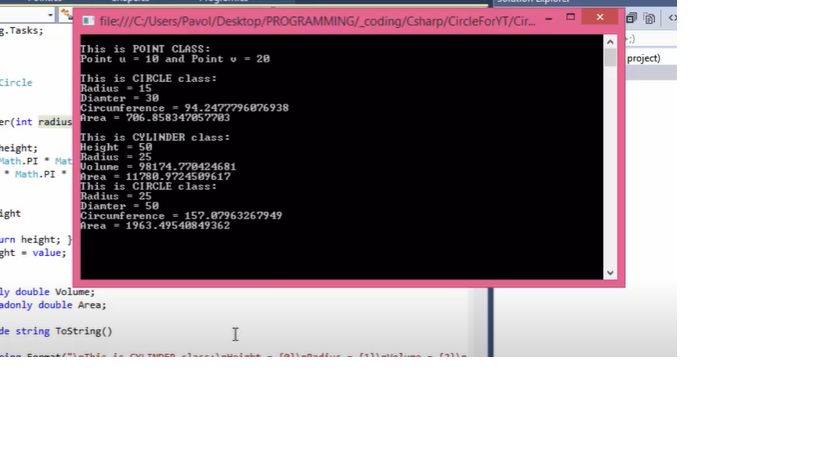 Solution Explorer
file:///C:/Users/Pavol/Desktop/PROGRAMMING/_coding/Csharp/CircleForYT/Cir...
g.Tasks;
project)
Circle
er(int radius
height;
Math.PI * Mat
* Math.PI *
ight
urn height; }
ght = value;
ly double Volume;
adonly double Area;
de string ToString()
This is POINT CLASS:
Point u = 10 and Point v = 20
This is CIRCLE class:
Radius = 15
Diamter = 30
Circumference = 94.2477796076938
Area = 706.858347057703
This is CYLINDER class:
Height = 50
Radius = 25
Volume = 98174.770424681
Area = 11780.9724509617
This is CIRCLE class:
Radius = 25
Diamter = 50
Circumference = 157.07963267949
Area = 1963.49540849362